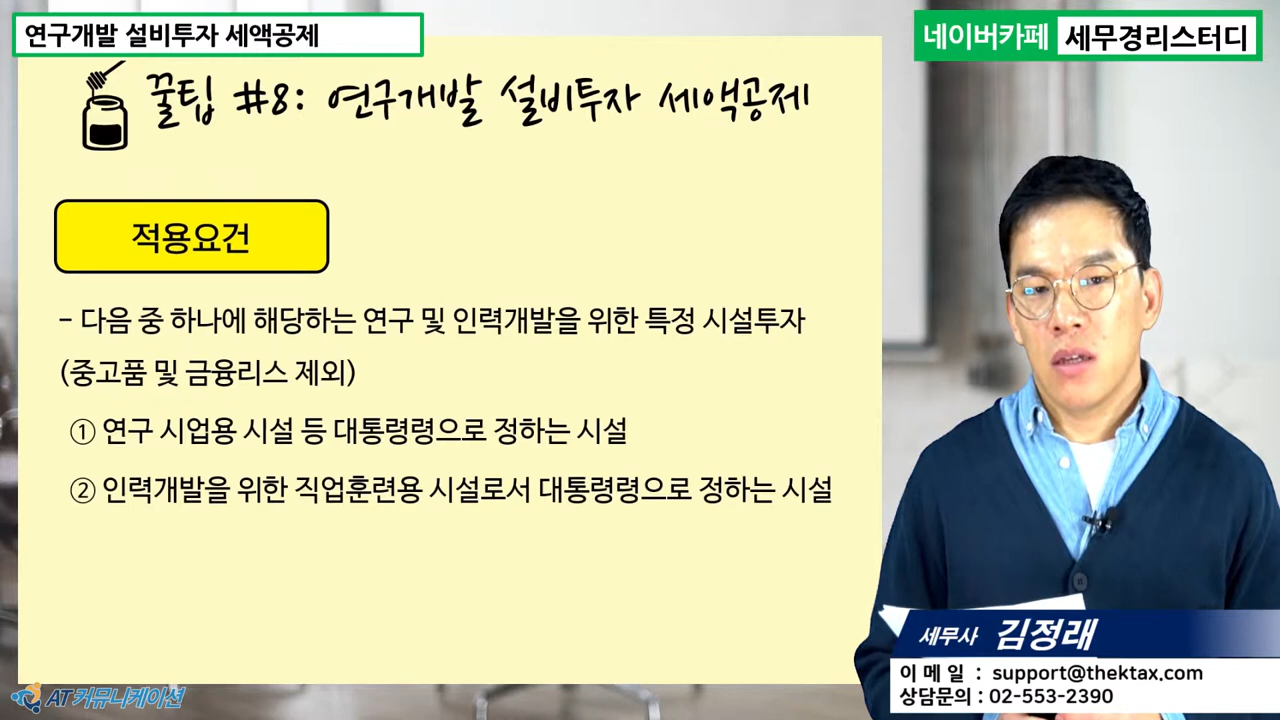 연구개발 설비투자 세액공제
네이버카페 세무경리스터디
꿀팁 #8: 연구개발 설비투자 세액공제
적용요건
- 다음 중 하나에 해당하는 연구 및 인력개발을 위한 특정 시설투자
(중고품 및 금융리스 제외)
① 연구 시업용 시설 등 대통령령으로 정하는 시설
② 인력개발을 위한 직업훈련용 시설로서 대통령령으로 정하는 시설
세무사 김정래
이 메 일 : support@thektax.com
상담문의 : 02-553-2390
AT커뮤니케이션